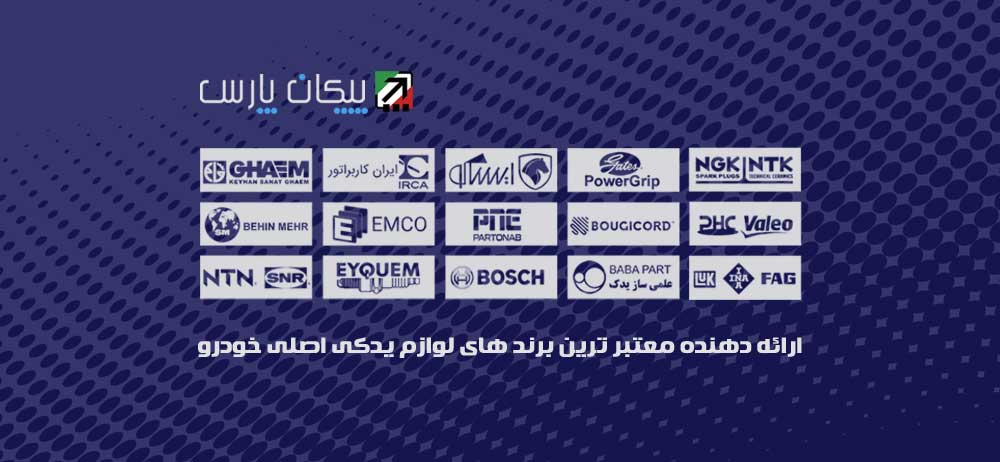 پیکان پارس
GHAEM
KEYHAN SANAT GHAEM
ایران کاربراتور
IRCA
ایساکو
Gates
PowerGrip
NGK NTK
SPARK PLUGS TECHNICAL CERAMICS
SM BEHIN MEHR
E EMCO
PNE
PARTONAB
BOUGICORD
PHC Valeo
NTN SNR
EYQUEM
BOSCH
BABA PART
علمی ساز یدک
LUK INA FAG
ارائه دهنده معتبر ترین برند های لوازم یدکی اصلی خودرو